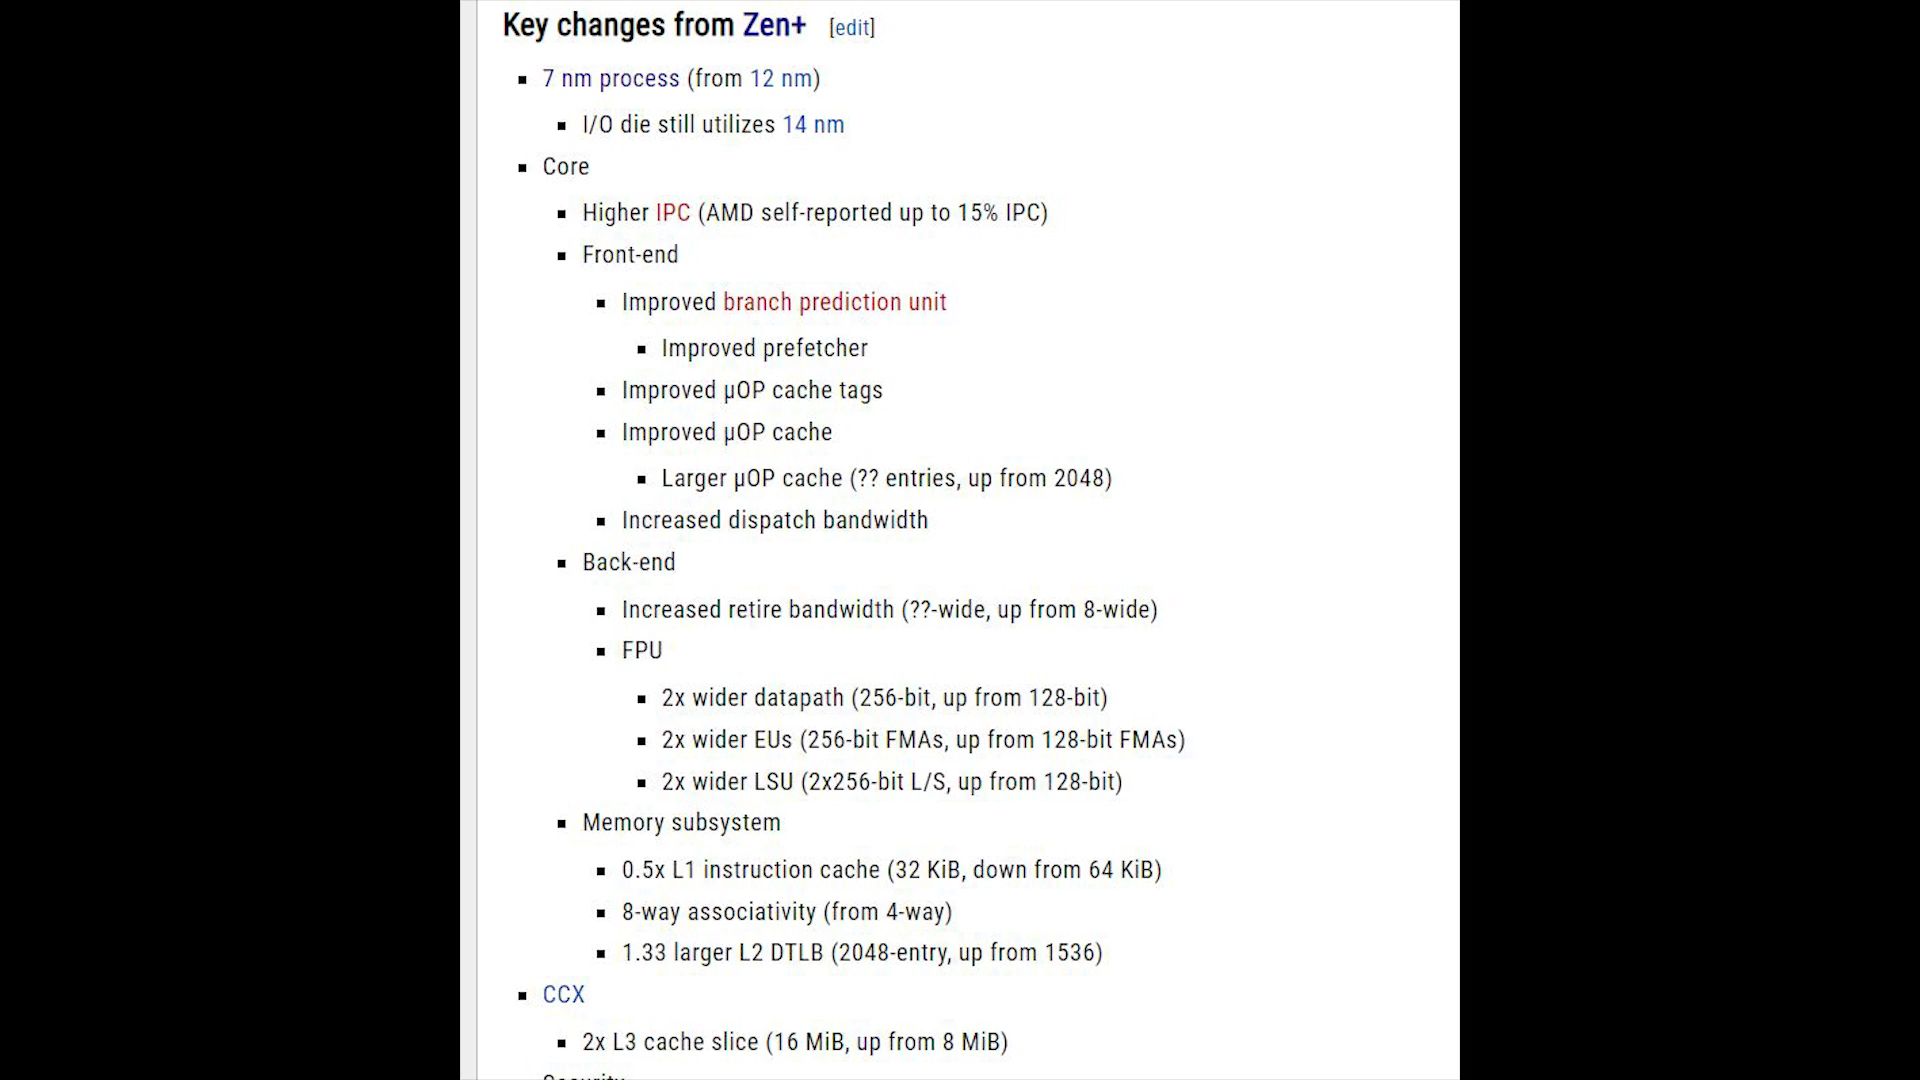 Key changes from Zen+ [edit]
7 nm process (from 12 nm)
I/O die still utilizes 14 nm
Core
Higher IPC (AMD self-reported up to 15% IPC)
Front-end
Improved branch prediction unit
Improved prefetcher
Improved μOP cache tags
Improved μOP cache
Larger μOP cache (?? entries, up from 2048)
Increased dispatch bandwidth
Back-end
Increased retire bandwidth (??-wide, up from 8-wide)
FPU
2x wider datapath (256-bit, up from 128-bit)
2x wider EUs (256-bit FMAs, up from 128-bit FMAs)
2x wider LSU (2x256-bit L/S, up from 128-bit)
Memory subsystem
0.5x L1 instruction cache (32 KiB, down from 64 KiB)
8-way associativity (from 4-way)
1.33 larger L2 DTLB (2048-entry, up from 1536)
CCX
2x L3 cache slice (16 MiB, up from 8 MiB)